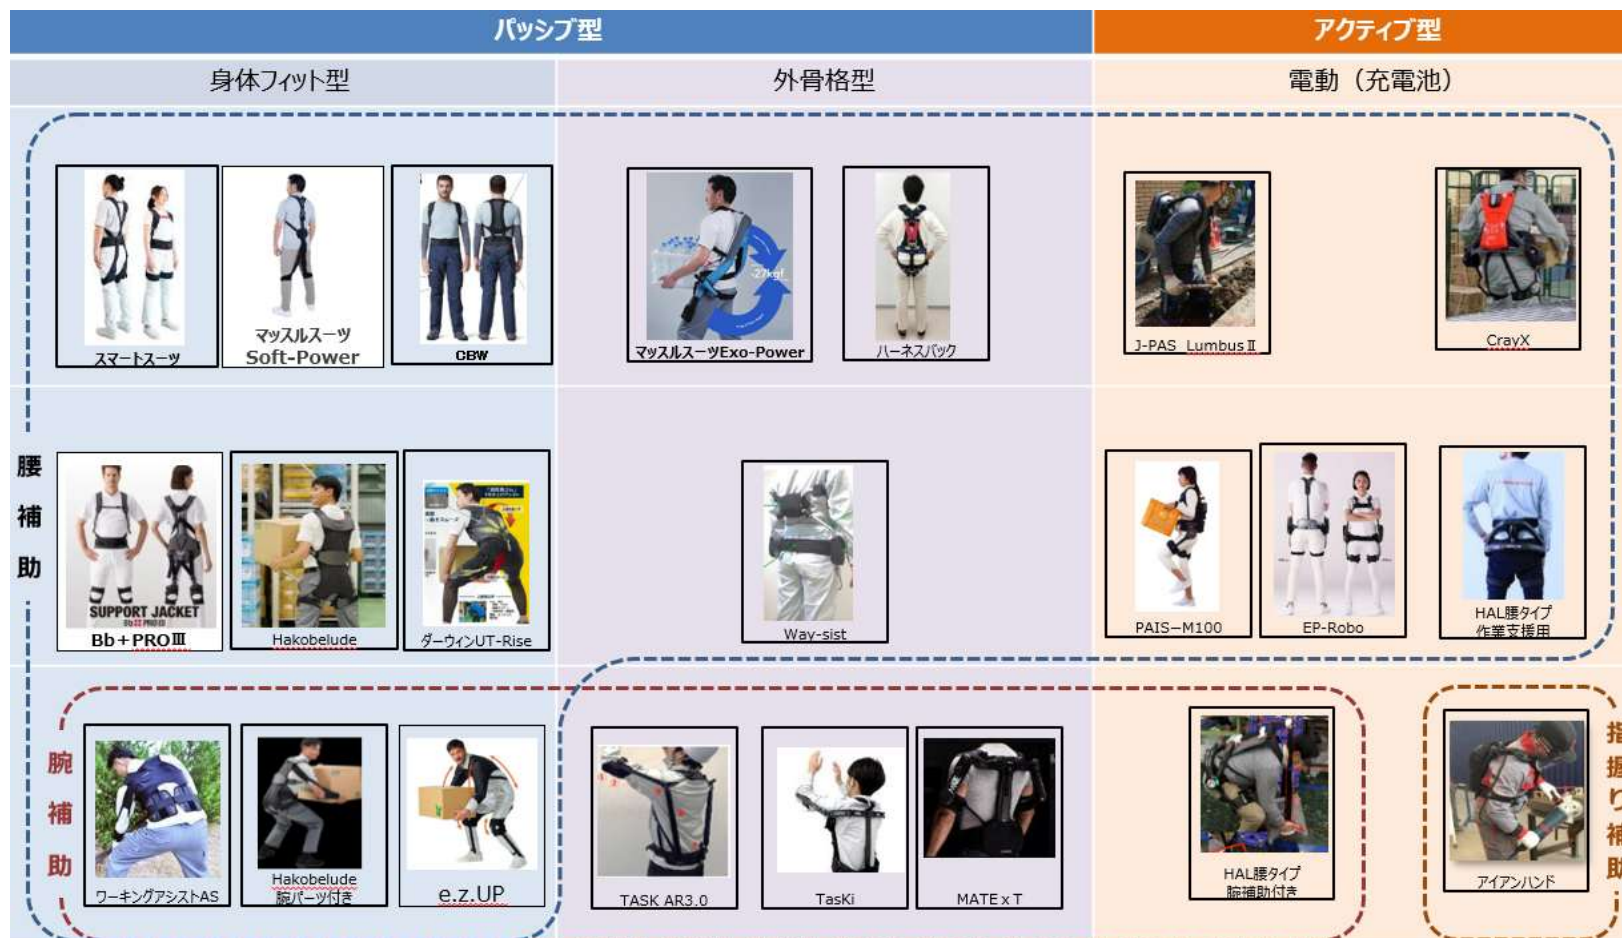 パッシブ型
アクティブ型
身体フィット型
外骨格型
電動（充電池）
スマートスーツ
マッスルスーツ
Soft-Power
CBW
-27kgf
マッスルスーツExo-Power
ハーネスバック
J-PAS LumbusⅡ
CrayX
腰補助
SUPPORT JACKET
Bb+PROⅢ
Bb+PROⅢ
Hakobelude
ダーウィンUT-Rise
Way-sist
PAIS−M100
EP-Robo
HAL腰タイプ
作業支援用
腕補助
ワーキングアシストAS
Hakobelude
腕パーツ付き
e.z.UP
TASK AR3.0
TasKi
MATE x T
HAL腰タイプ
腕補助付き
アイアンハンド
指握り補助